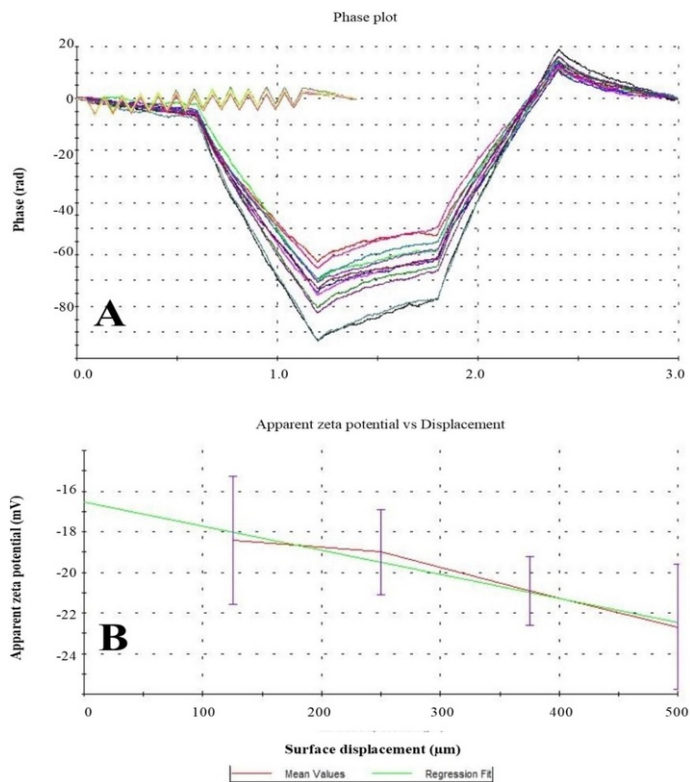 Phase plot
20
0
-20
-40
-60
-80
Phase (rad)
A
0.0 1.0 2.0 3.0
Apparent zeta potential vs Displacement
-16
-18
-20
-22
-24
Apparent zeta potential (mV)
B
0 100 200 300 400 500
Surface displacement (µm)
Mean Values Regression Fit